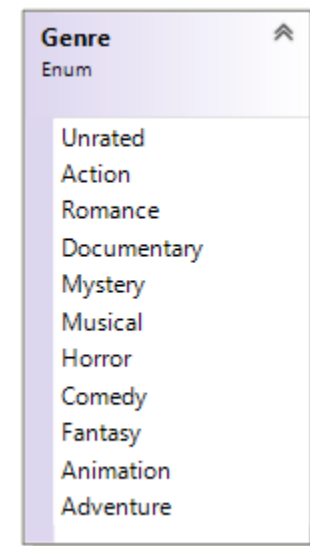 Genre
Enum
Unrated
Action
Romance
Documentary
Mystery
Musical
Horror
Comedy
Fantasy
Animation
Adventure